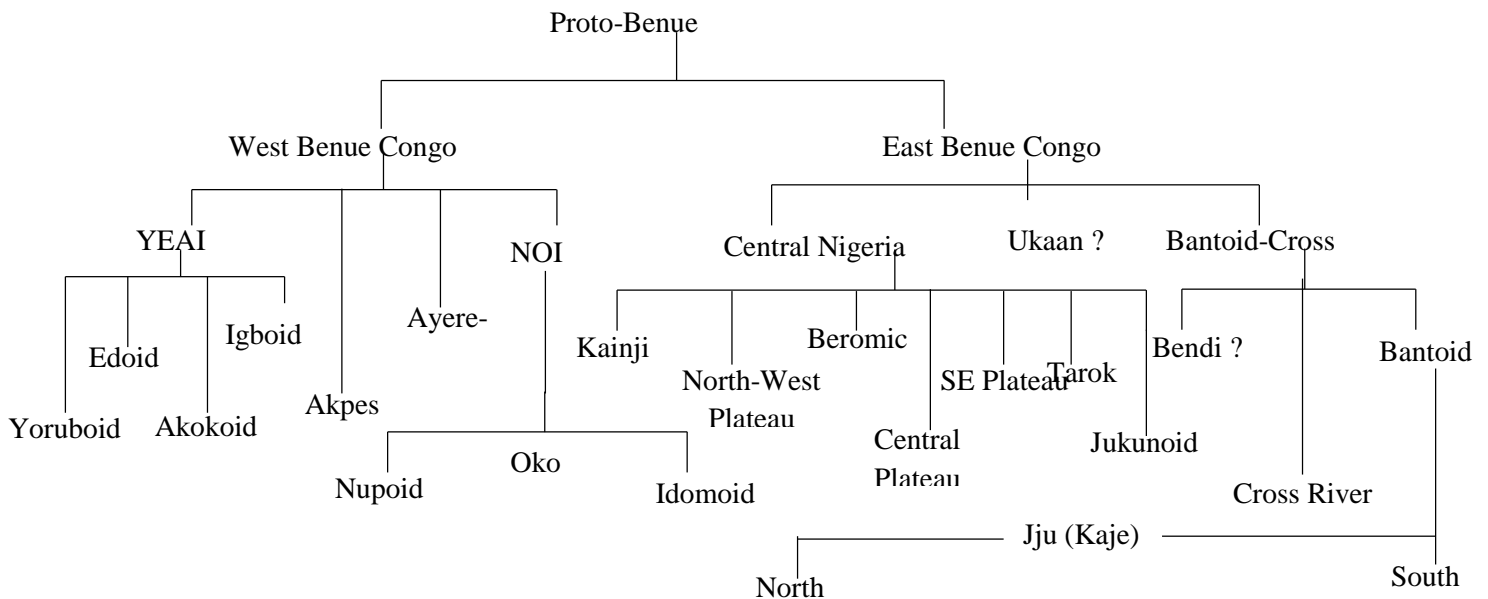 Proto-Benue
West Benue Congo
East Benue Congo
YEAI
NOI
Central Nigeria
Ukaan ?
Bantoid-Cross
Ayere-
Igboid
Edoid
Kainji
Beromic
Bendi ?
Bantoid
North-West
Plateau
SE Plateau
Tarok
Akpes
Yoruboid
Akokoid
Central
Plateau
Jukunoid
Oko
Nupoid
Idomoid
Cross River
Jju (Kaje)
North
South